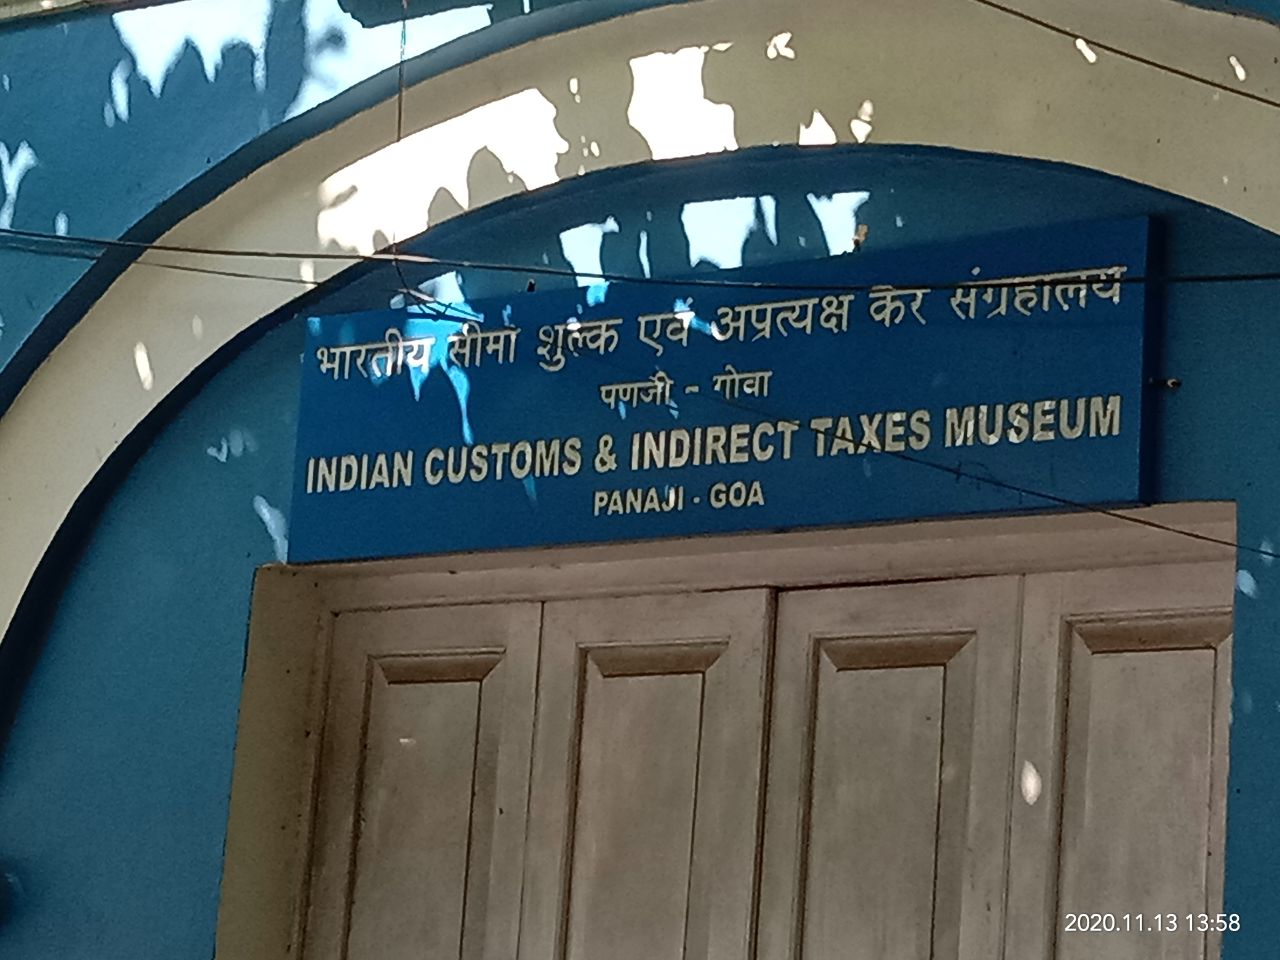 भारतीय सीमा शुल्क एवं अप्रत्यक्ष कर संग्रहालय
पणजी - गोवा
INDIAN CUSTOMS & INDIRECT TAXES MUSEUM
PANAJI - GOA
2020.11.13 13:58